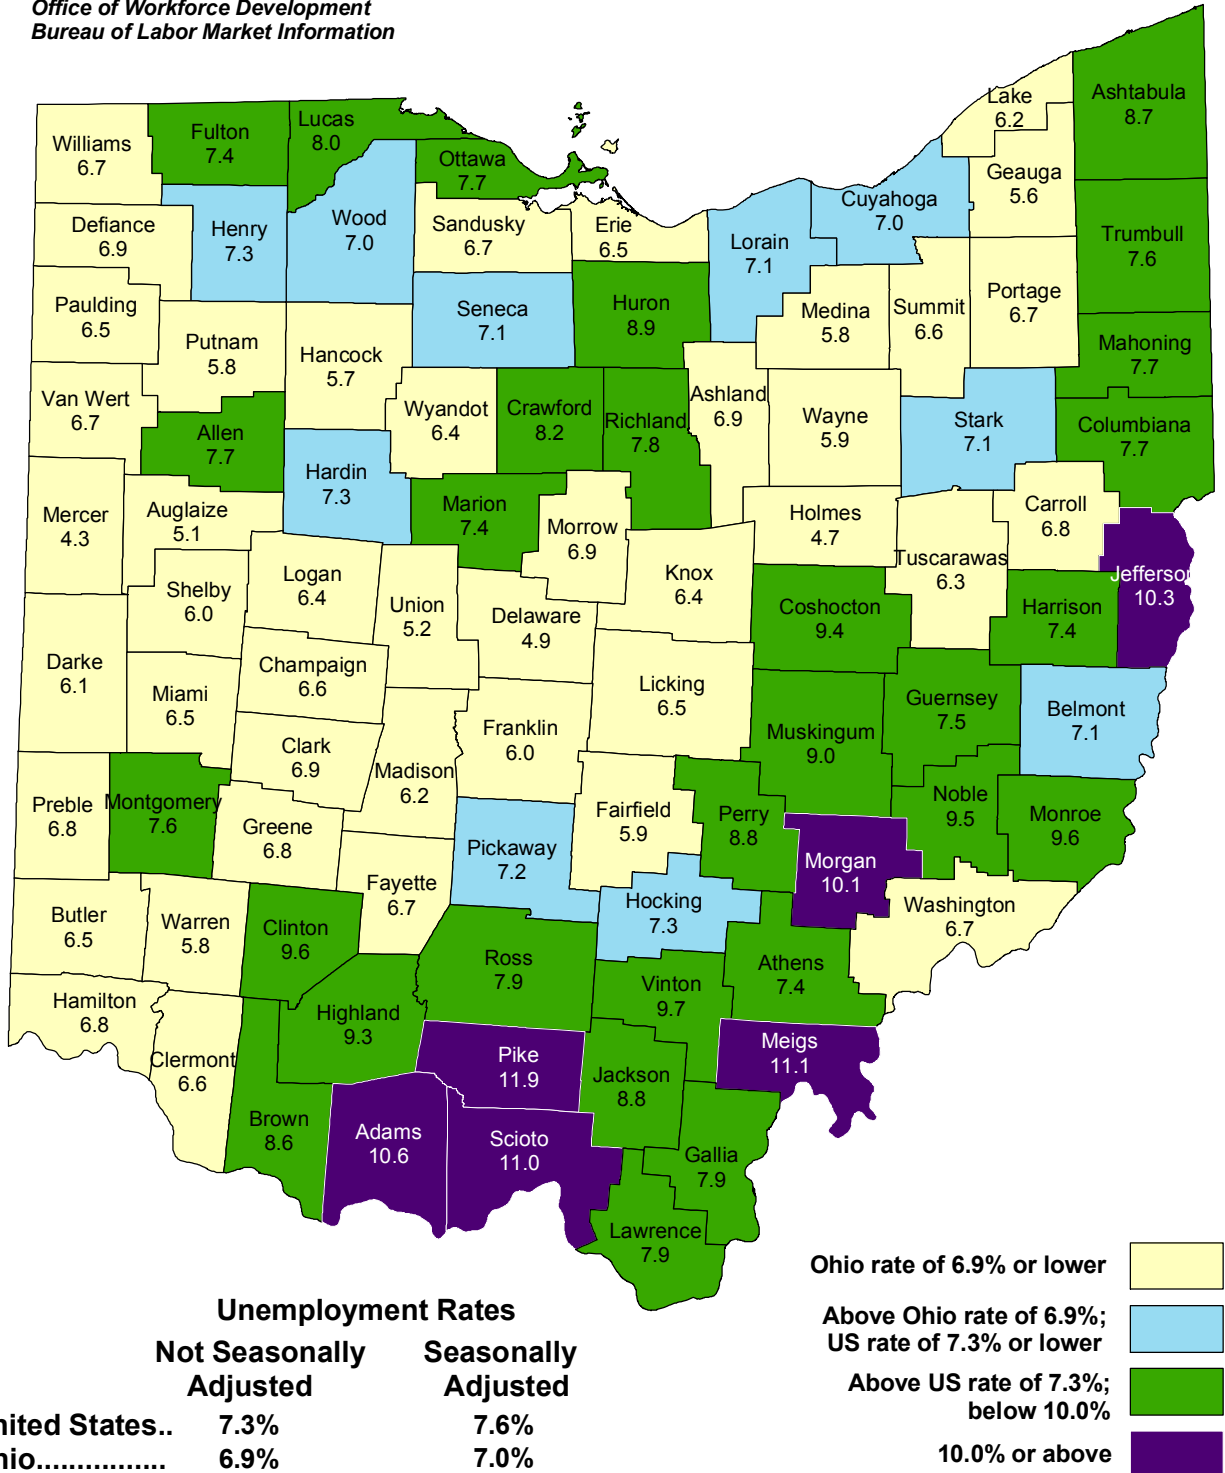 Office of Workforce Development
Bureau of Labor Market Information
Lake
6.2
Ashtabula
8.7
Williams
6.7
Fulton
7.4
Lucas
8.0
Ottawa
7.7
Geauga
5.6
Cuyahoga
7.0
Defiance
6.9
Henry
7.3
Wood
7.0
Sandusky
6.7
Erie
6.5
Lorain
7.1
Trumbull
7.6
Paulding
6.5
Seneca
7.1
Huron
8.9
Medina
5.8
Summit
6.6
Portage
6.7
Putnam
5.8
Hancock
5.7
Mahoning
7.7
Van Wert
6.7
Allen
7.7
Wyandot
6.4
Crawford
8.2
Richland
7.8
Ashland
6.9
Wayne
5.9
Stark
7.1
Columbiana
7.7
Hardin
7.3
Mercer
4.3
Auglaize
5.1
Marion
7.4
Morrow
6.9
Holmes
4.7
Carroll
6.8
Tuscarawas
6.3
Jefferson
10.3
Shelby
6.0
Logan
6.4
Union
5.2
Delaware
4.9
Knox
6.4
Coshocton
9.4
Harrison
7.4
Darke
6.1
Miami
6.5
Champaign
6.6
Licking
6.5
Guernsey
7.5
Belmont
7.1
Clark
6.9
Madison
6.2
Franklin
6.0
Muskingum
9.0
Preble
6.8
Montgomery
7.6
Greene
6.8
Fairfield
5.9
Perry
8.8
Noble
9.5
Monroe
9.6
Pickaway
7.2
Morgan
10.1
Fayette
6.7
Hocking
7.3
Washington
6.7
Butler
6.5
Warren
5.8
Clinton
9.6
Ross
7.9
Vinton
9.7
Athens
7.4
Hamilton
6.8
Highland
9.3
Clermont
6.6
Pike
11.9
Jackson
8.8
Meigs
11.1
Brown
8.6
Adams
10.6
Scioto
11.0
Gallia
7.9
Lawrence
7.9
Ohio rate of 6.9% or lower
Above Ohio rate of 6.9%;
US rate of 7.3% or lower
Above US rate of 7.3%;
below 10.0%
10.0% or above
Unemployment Rates
Not Seasonally Adjusted
Seasonally Adjusted
nited States.. 7.3% 7.6%
hio................ 6.9% 7.0%